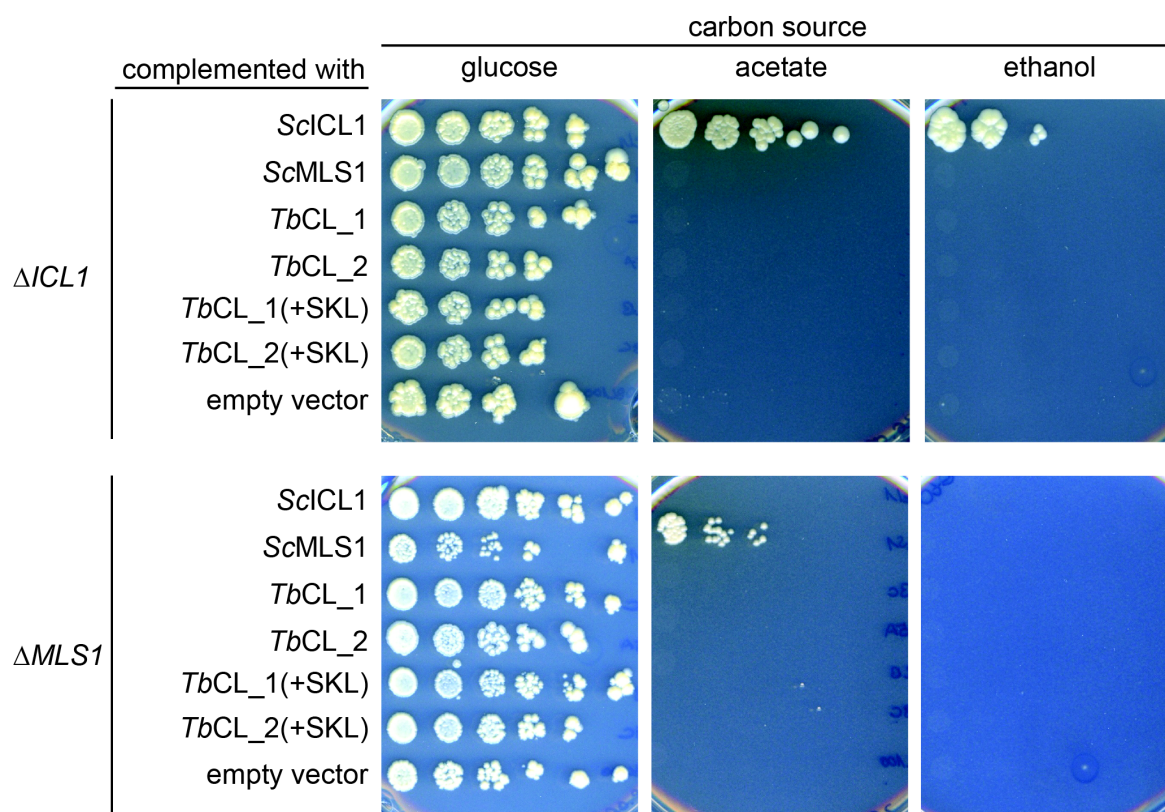 carbon source
complemented with glucose acetate ethanol
ΔICL1
ScICL1
ScMLS1
TbCL_1
TbCL_2
TbCL_1(+SKL)
TbCL_2(+SKL)
empty vector
ΔMLS1
ScICL1
ScMLS1
TbCL_1
TbCL_2
TbCL_1(+SKL)
TbCL_2(+SKL)
empty vector